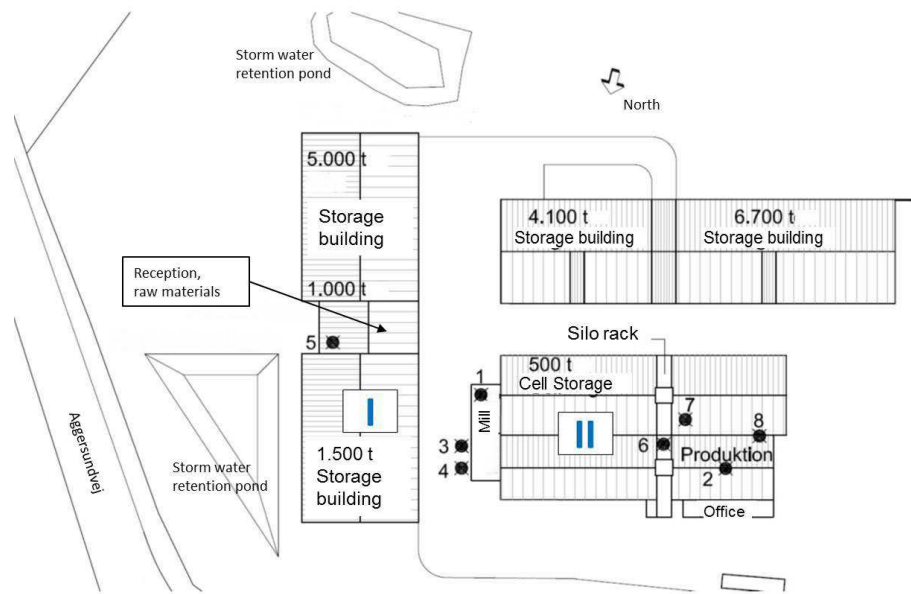 Storm water
retention pond
North
5.000 t
Storage
building
4.100 t
Storage building
6.700 t
Storage building
Reception,
raw materials
1.000 t
5
Silo rack
500 t
Cell Storage
1
Mill
I
II
7
8
3
4
6
Produktion
2
1.500 t
Storage
building
Office
Aggersundvej
Storm water
retention pond